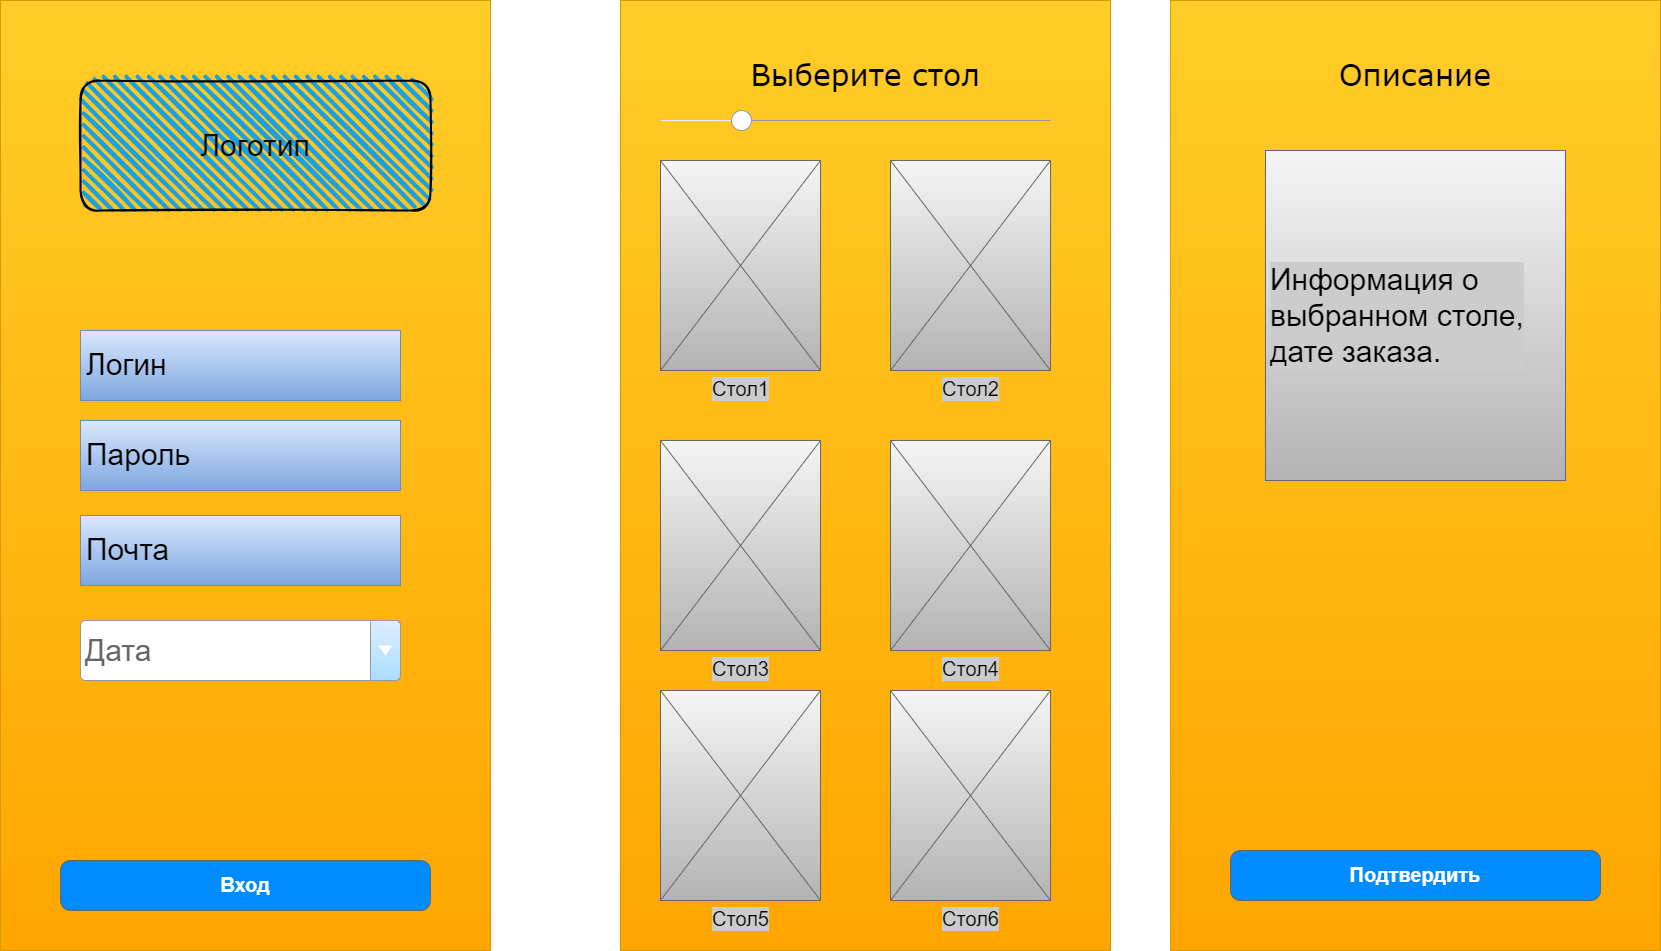 Логотип
Логин
Пароль
Почта
Дата
Вход
Выберите стол
Стол1
Стол2
Стол3
Стол4
Стол5
Стол6
Описание
Информация о
выбранном столе,
дате заказа.
Подтвердить